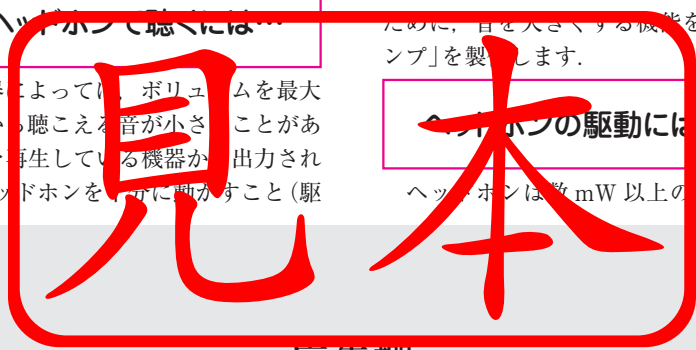 ヘッドホンで聴くには…
によっては，ボリュームを最大
聴こえる音が小さいことがあ
再生している機器から出力され
ッドホンを十分に動かすこと（駆
ために，音を大きくする機能を
ンプ」を製作します．
ヘッドホンの駆動には
ヘッドホンは数 mW 以上の
見本